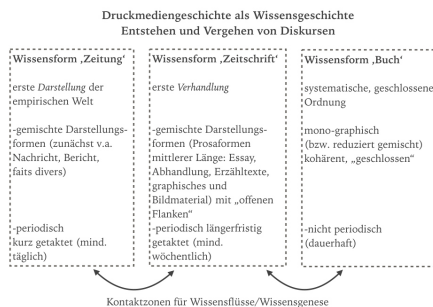 Druckmediengeschichte als Wissensgeschichte
Entstehen und Vergehen von Diskursen
Wissensform ‚Zeitung‘
erste Darstellung der
empirischen Welt
-gemischte Darstellungs-
formen (zunächst v.a.
Nachricht, Bericht,
faits divers)
-periodisch
kurz getaktet (mind.
täglich)
Wissensform ‚Zeitschrift‘
erste Verhandlung
-gemischte Darstellungs-
formen (Prosaformen
mittlerer Länge: Essay,
Abhandlung, Erzähltexte,
graphisches und
Bildmaterial) mit „offenen
Flanken“
-periodisch längerfristig
getaktet (mind.
wöchentlich)
Wissensform ‚Buch‘
systematische, geschlossene
Ordnung
mono-graphisch
(bzw. reduziert gemischt)
kohärent, „geschlossen“
-nicht periodisch
(dauerhaft)
Kontaktzonen für Wissensflüsse/Wissensgenese